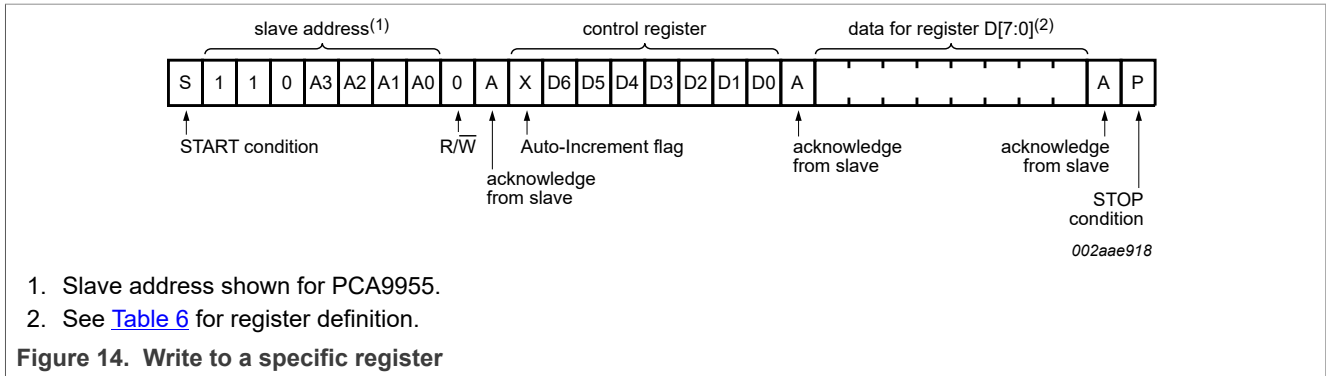 slave address(1) control register data for register D[7:0](2)
S 1 1 0 A3 A2 A1 A0 0 A X D6 D5 D4 D3 D2 D1 D0 A A P
START condition R/W̅ Auto-Increment flag acknowledge acknowledge
acknowledge from slave from slave
from slave
STOP
condition
002aae918
1. Slave address shown for PCA9955.
2. See Table 6 for register definition.
Figure 14. Write to a specific register